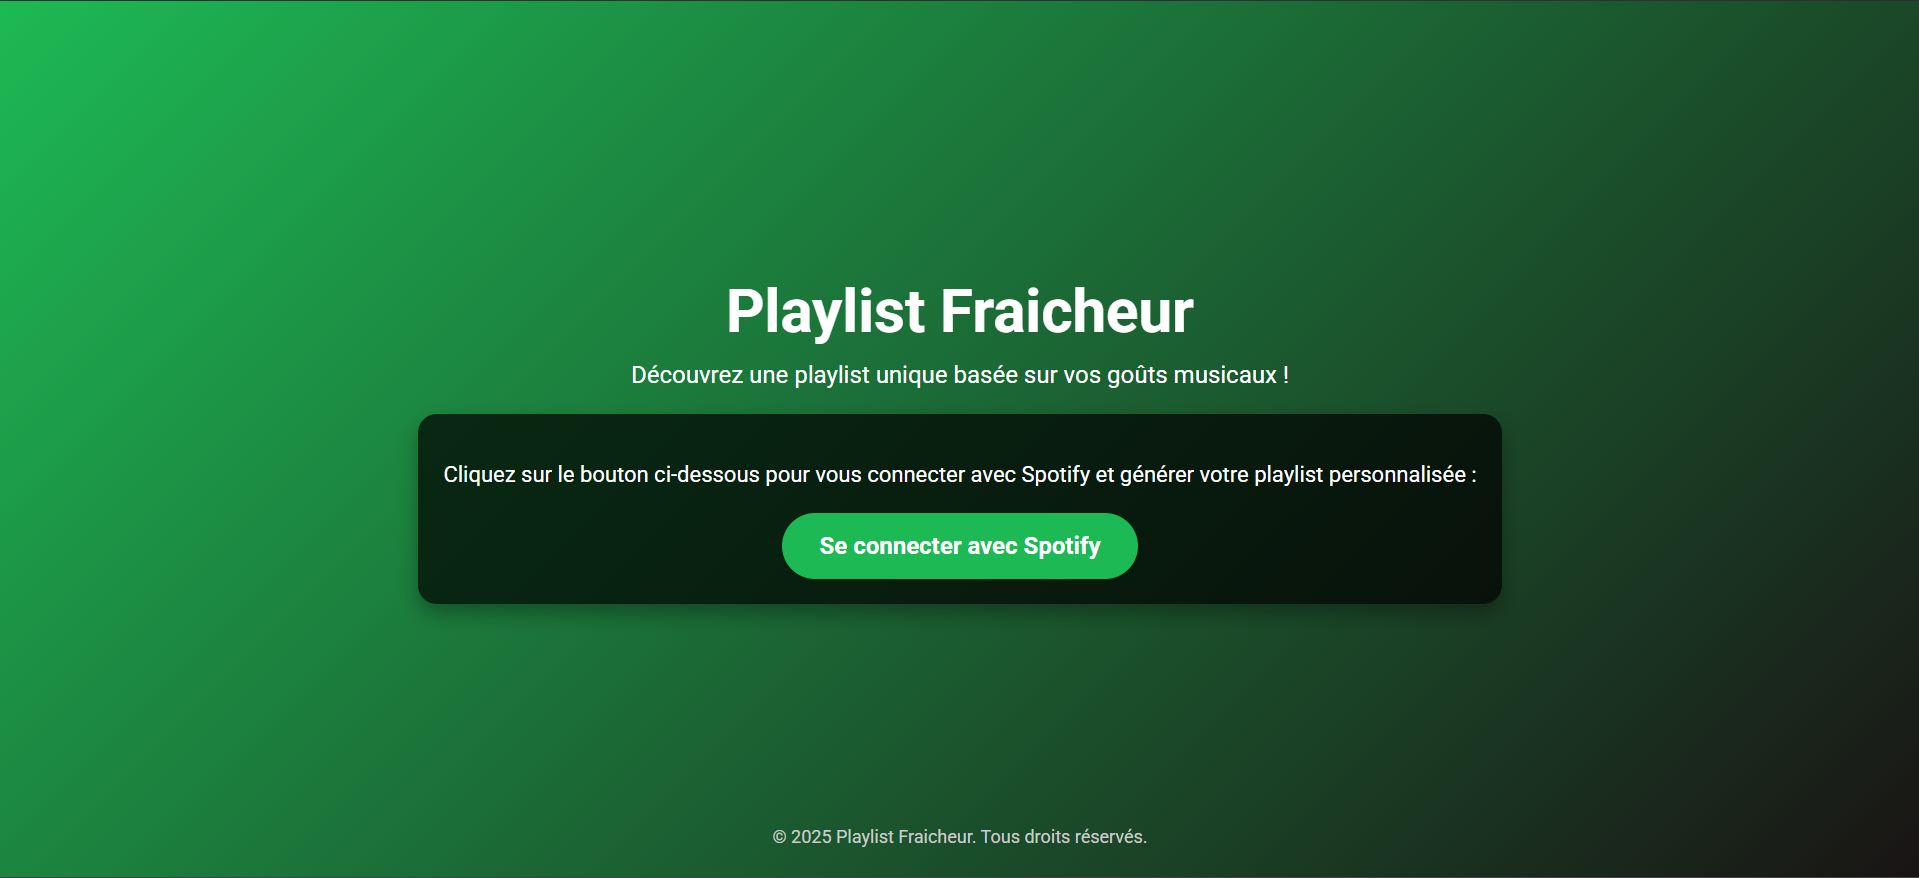 Playlist Fraicheur
Découvrez une playlist unique basée sur vos goûts musicaux !
Cliquez sur le bouton ci-dessous pour vous connecter avec Spotify et générer votre playlist personnalisée :
Se connecter avec Spotify
© 2025 Playlist Fraicheur. Tous droits réservés.